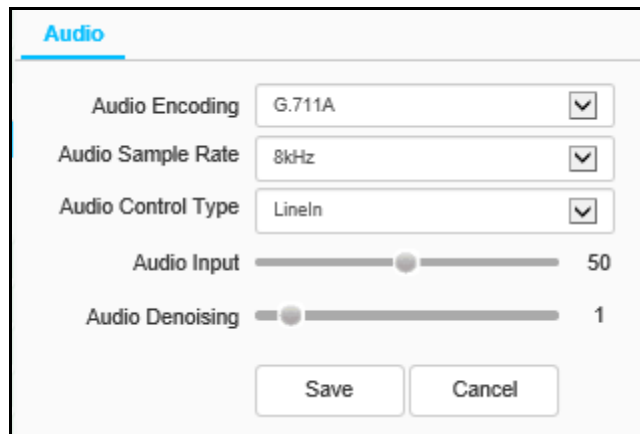 Audio
Audio Encoding G.711A
Audio Sample Rate 8kHz
Audio Control Type LineIn
Audio Input 50
Audio Denoising 1
Save Cancel